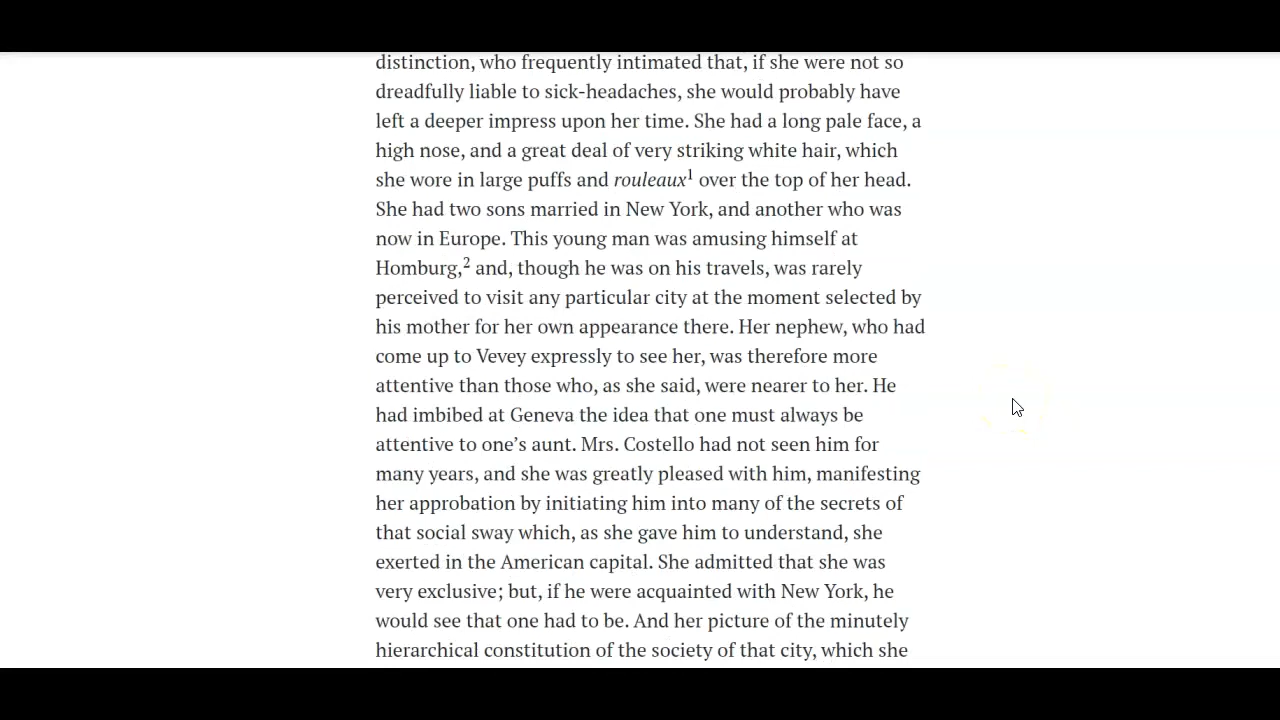 distinction, who frequently intimated that, if she were not so
dreadfully liable to sick-headaches, she would probably have
left a deeper impress upon her time. She had a long pale face, a
high nose, and a great deal of very striking white hair, which
she wore in large puffs and rouleaux¹ over the top of her head.
She had two sons married in New York, and another who was
now in Europe. This young man was amusing himself at
Homburg,² and, though he was on his travels, was rarely
perceived to visit any particular city at the moment selected by
his mother for her own appearance there. Her nephew, who had
come up to Vevey expressly to see her, was therefore more
attentive than those who, as she said, were nearer to her. He
had imbibed at Geneva the idea that one must always be
attentive to one’s aunt. Mrs. Costello had not seen him for
many years, and she was greatly pleased with him, manifesting
her approbation by initiating him into many of the secrets of
that social sway which, as she gave him to understand, she
exerted in the American capital. She admitted that she was
very exclusive; but, if he were acquainted with New York, he
would see that one had to be. And her picture of the minutely
hierarchical constitution of the society of that city, which she